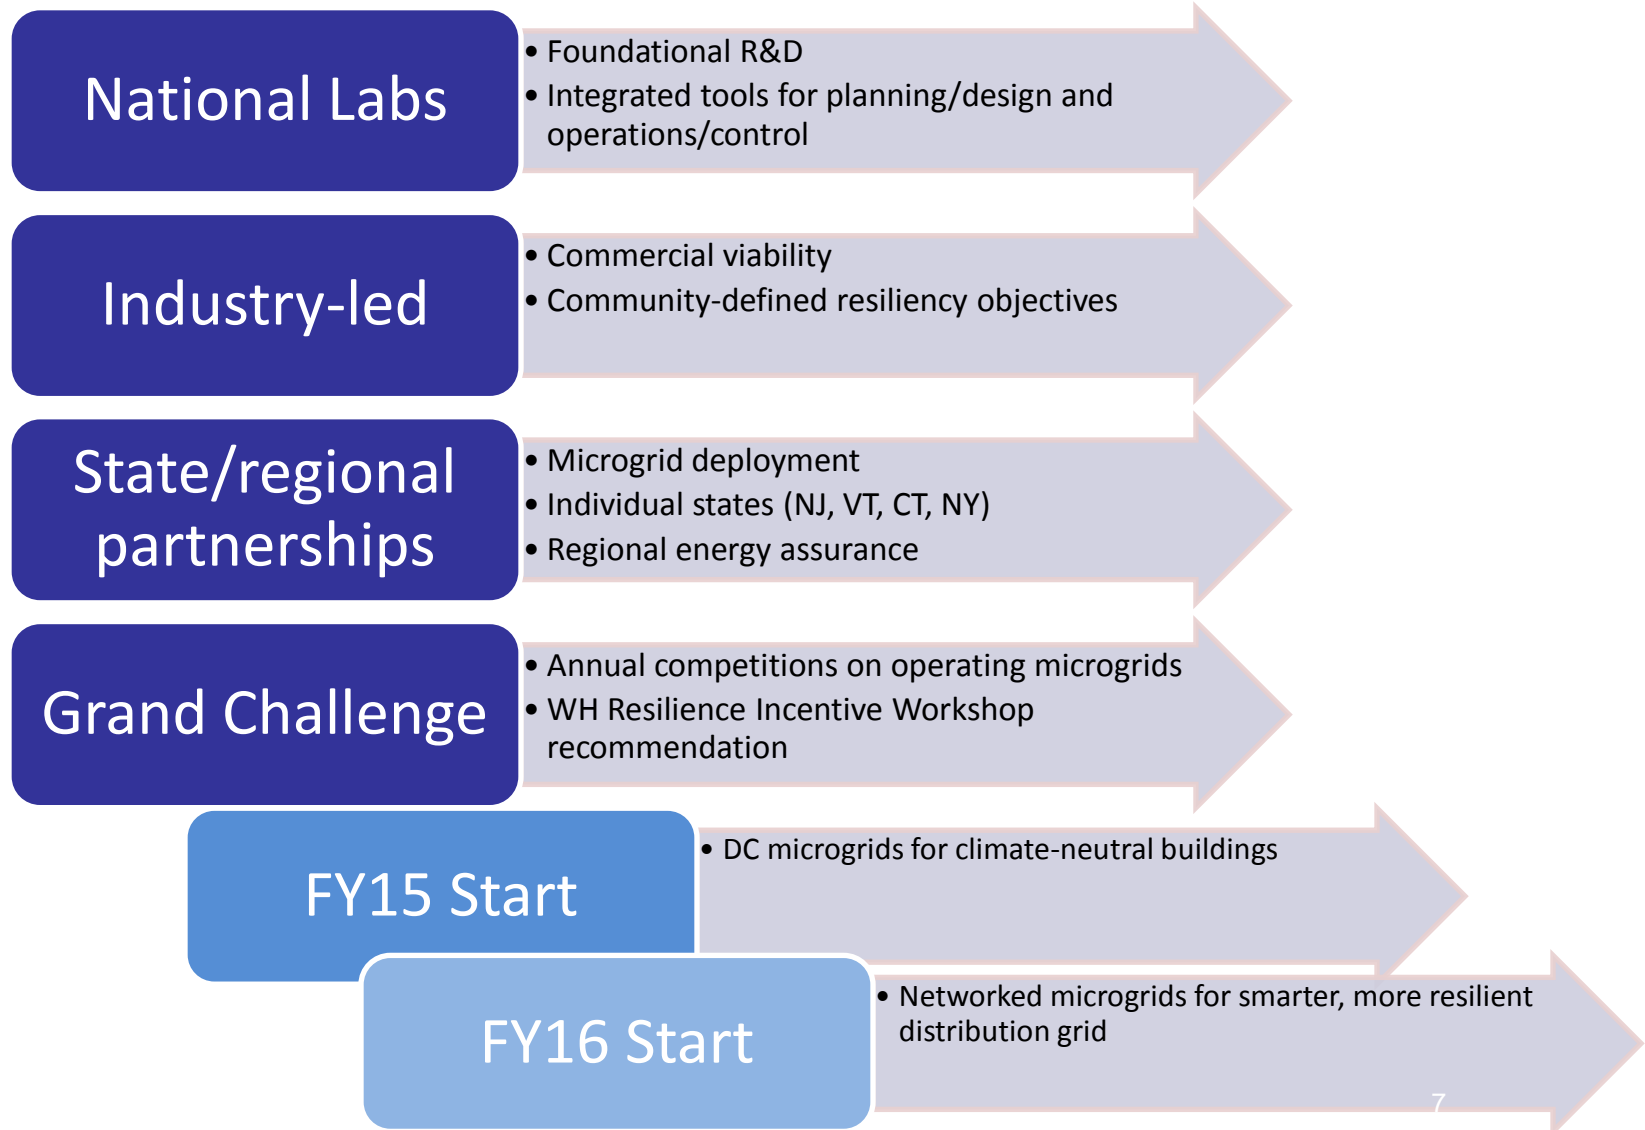 National Labs
• Foundational R&D
• Integrated tools for planning/design and
operations/control
Industry-led
• Commercial viability
• Community-defined resiliency objectives
State/regional
partnerships
• Microgrid deployment
• Individual states (NJ, VT, CT, NY)
• Regional energy assurance
Grand Challenge
• Annual competitions on operating microgrids
• WH Resilience Incentive Workshop
recommendation
FY15 Start
• DC microgrids for climate-neutral buildings
FY16 Start
• Networked microgrids for smarter, more resilient
distribution grid
7